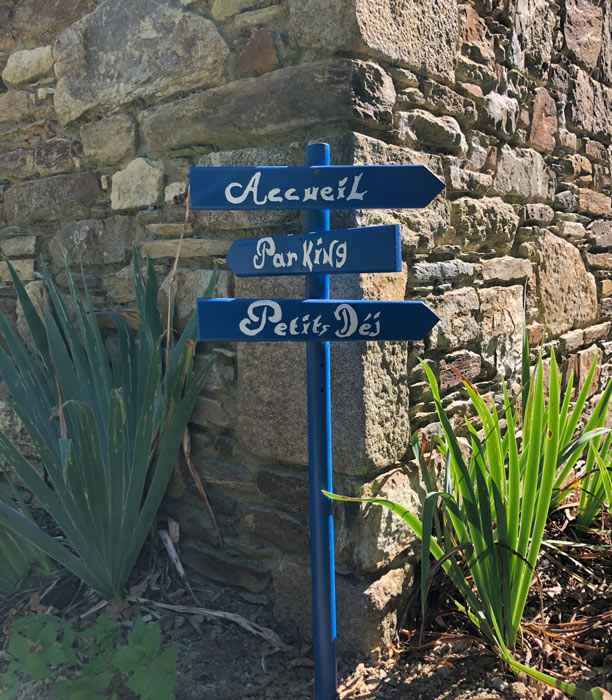 Accueil
Parking
Petits Déj